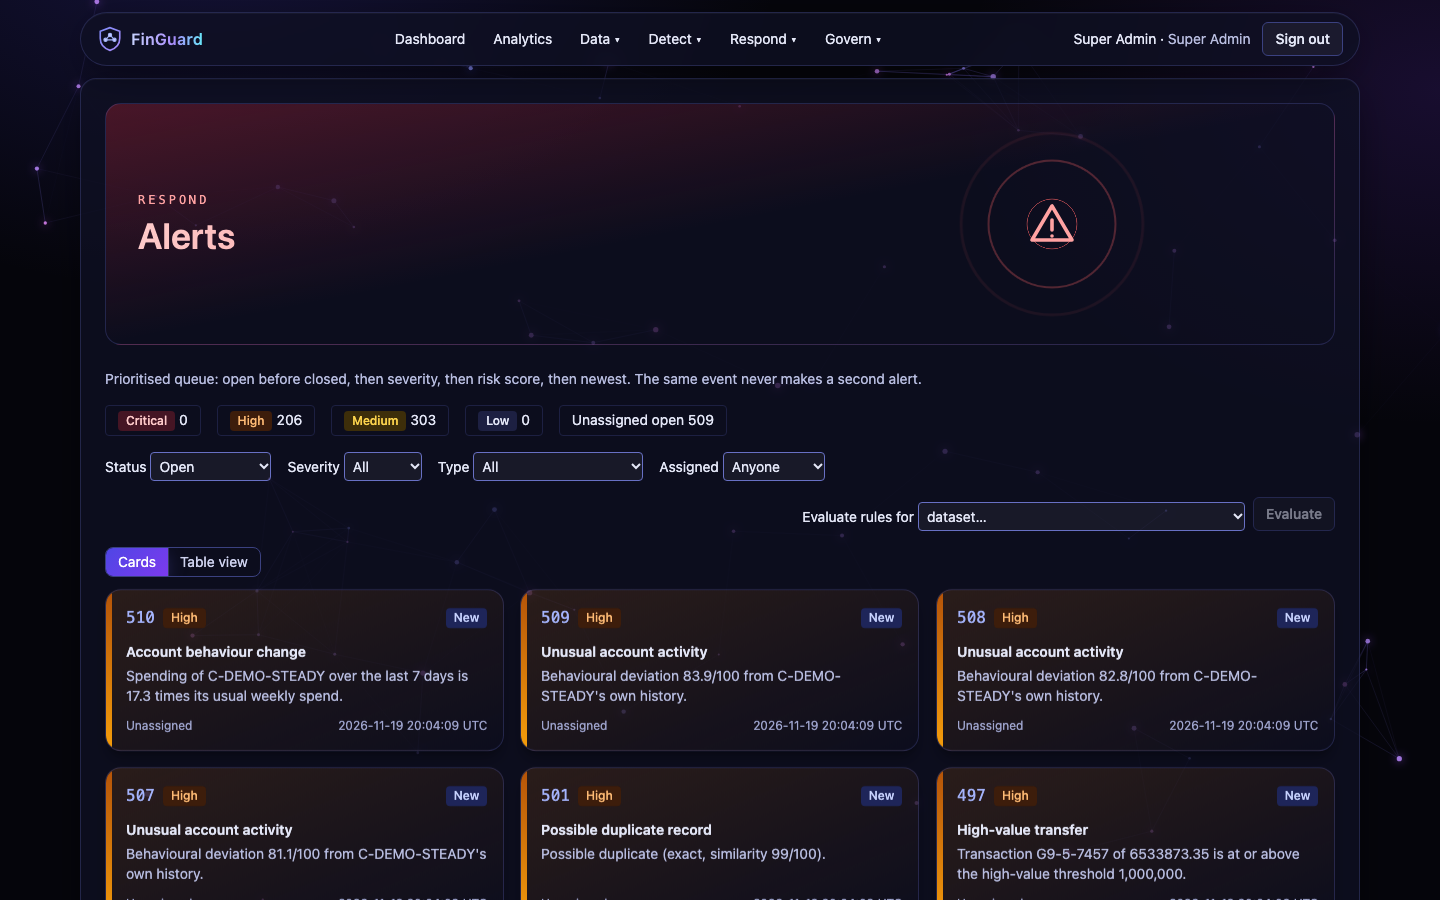 FinGuard
Dashboard Analytics Data ▾ Detect ▾ Respond ▾ Govern ▾
Super Admin · Super Admin Sign out
RESPOND
Alerts
Prioritised queue: open before closed, then severity, then risk score, then newest. The same event never makes a second alert.
Critical 0 High 206 Medium 303 Low 0 Unassigned open 509
Status Open Severity All Type All Assigned Anyone
Evaluate rules for dataset... Evaluate
Cards Table view
510 High New
Account behaviour change
Spending of C-DEMO-STEADY over the last 7 days is
17.3 times its usual weekly spend.
Unassigned 2026-11-19 20:04:09 UTC
509 High New
Unusual account activity
Behavioural deviation 83.9/100 from C-DEMO-
STEADY's own history.
Unassigned 2026-11-19 20:04:09 UTC
508 High New
Unusual account activity
Behavioural deviation 82.8/100 from C-DEMO-
STEADY's own history.
Unassigned 2026-11-19 20:04:09 UTC
507 High New
Unusual account activity
Behavioural deviation 81.1/100 from C-DEMO-STEADY's
own history.
501 High New
Possible duplicate record
Possible duplicate (exact, similarity 99/100).
497 High New
High-value transfer
Transaction G9-5-7457 of 6533873.35 is at or above
the high-value threshold 1,000,000.